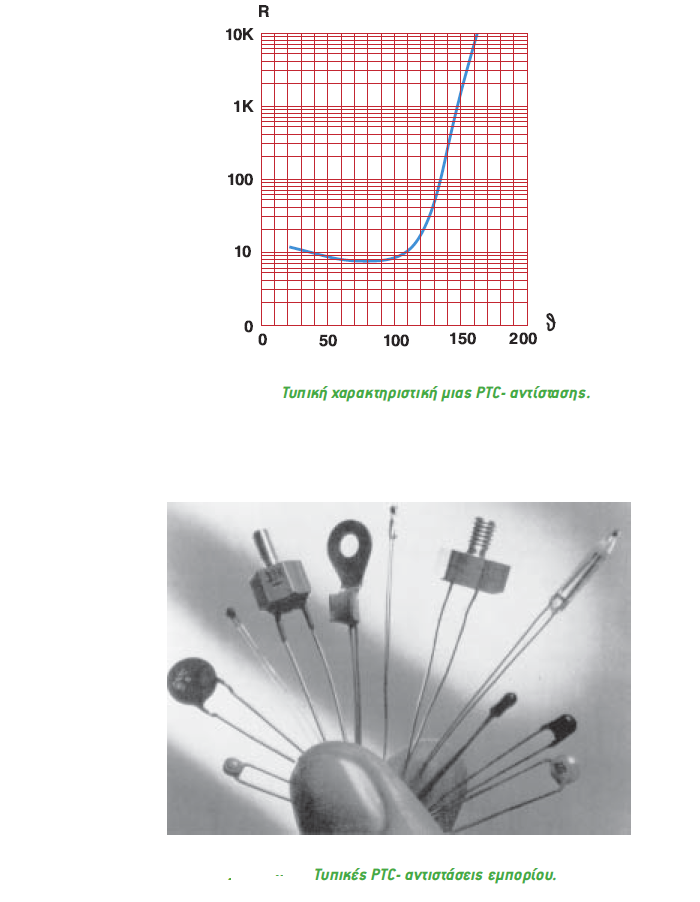 R
10K
1K
100
10
0
0 50 100 150 200 ϑ
Τυπική χαρακτηριστική μιας PTC- αντίστασης.
. -- Τυπικές PTC- αντιστάσεις εμπορίου.